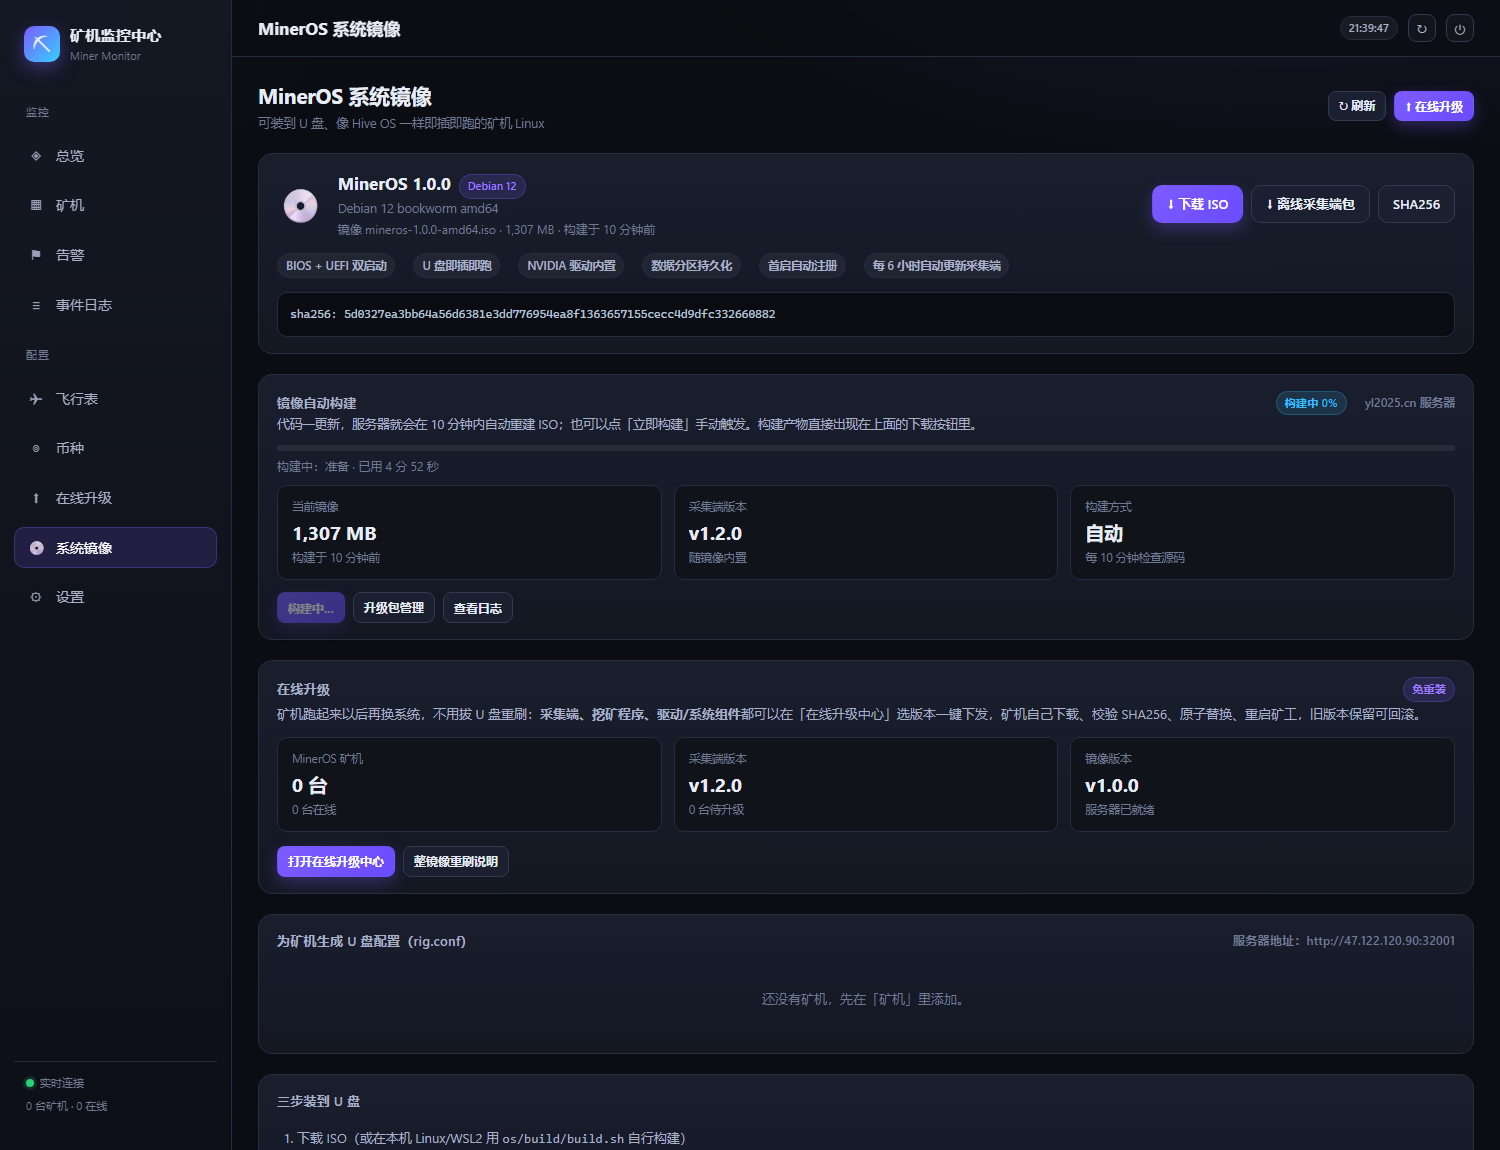 矿机监控中心
Miner Monitor
监控
总览
矿机
告警
事件日志
配置
飞行表
币种
在线升级
系统镜像
设置
实时连接
0 台矿机 · 0 在线
MinerOS 系统镜像
21:39:47
MinerOS 系统镜像
可装到 U 盘、像 Hive OS 一样即插即跑的矿机 Linux
↻ 刷新
⬆ 在线升级
MinerOS 1.0.0 Debian 12
Debian 12 bookworm amd64
镜像 mineros-1.0.0-amd64.iso · 1,307 MB · 构建于 10 分钟前
⬇ 下载 ISO
⬇ 离线采集端包
SHA256
BIOS + UEFI 双启动
U 盘即插即跑
NVIDIA 驱动内置
数据分区持久化
首启自动注册
每 6 小时自动更新采集端
sha256: 5d0327ea3bb64a56d6381e3dd776954ea8f1363657155cecc4d9dfc332660882
镜像自动构建
构建中 0%
yl2025.cn 服务器
代码一更新，服务器就会在 10 分钟内自动重建 ISO；也可以点「立即构建」手动触发。构建产物直接出现在上面的下载按钮里。
构建中：准备 · 已用 4 分 52 秒
当前镜像
1,307 MB
构建于 10 分钟前
采集端版本
v1.2.0
随镜像内置
构建方式
自动
每 10 分钟检查源码
构建中…
升级包管理
查看日志
在线升级
免重装
矿机跑起来以后再换系统，不用拔 U 盘重刷：采集端、挖矿程序、驱动/系统组件都可以在「在线升级中心」选版本一键下发，矿机自己下载、校验 SHA256、原子替换、重启矿工，旧版本保留可回滚。
MinerOS 矿机
0 台
0 台在线
采集端版本
v1.2.0
0 台待升级
镜像版本
v1.0.0
服务器已就绪
打开在线升级中心
整镜像重刷说明
为矿机生成 U 盘配置（rig.conf）
服务器地址：http://47.122.120.90:32001
还没有矿机，先在「矿机」里添加。
三步装到 U 盘
1. 下载 ISO（或在本机 Linux/WSL2 用 os/build/build.sh 自行构建）